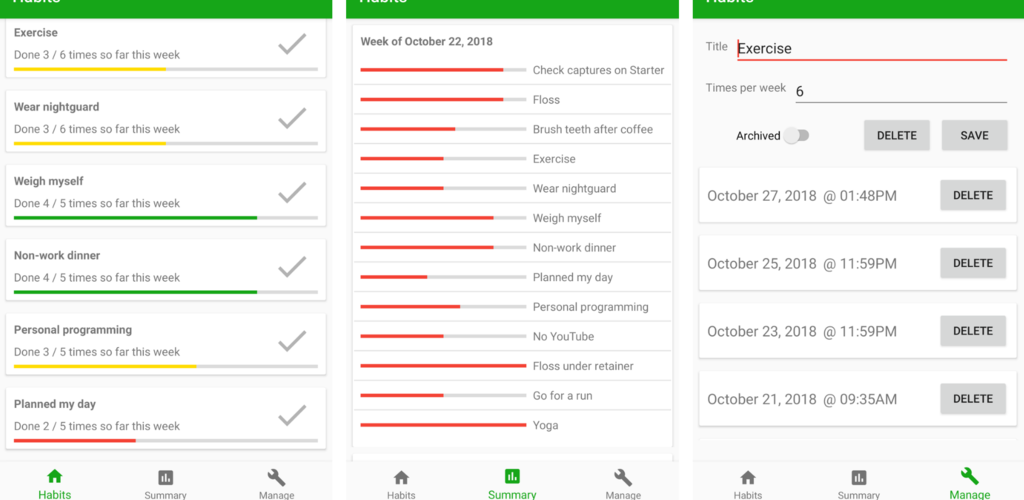 Habits
Exercise
Done 3 / 6 times so far this week
Wear nightguard
Done 3 / 6 times so far this week
Weigh myself
Done 4 / 5 times so far this week
Non-work dinner
Done 4 / 5 times so far this week
Personal programming
Done 3 / 5 times so far this week
Planned my day
Done 2 / 5 times so far this week
Habits
Summary
Manage
Habits
Week of October 22, 2018
Check captures on Starter
Floss
Brush teeth after coffee
Exercise
Wear nightguard
Weigh myself
Non-work dinner
Planned my day
Personal programming
No YouTube
Floss under retainer
Go for a run
Yoga
Habits
Summary
Manage
Habits
Title Exercise
Times per week 6
Archived DELETE SAVE
October 27, 2018 @ 01:48PM DELETE
October 25, 2018 @ 11:59PM DELETE
October 23, 2018 @ 11:59PM DELETE
October 21, 2018 @ 09:35AM DELETE
Habits
Summary
Manage